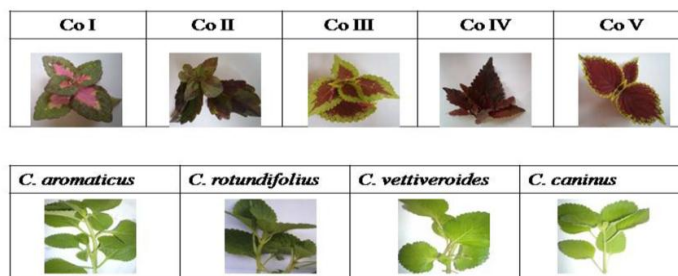 Co I Co II Co III Co IV Co V
C. aromaticus C. rotundifolius C. vettiveroides C. caninus